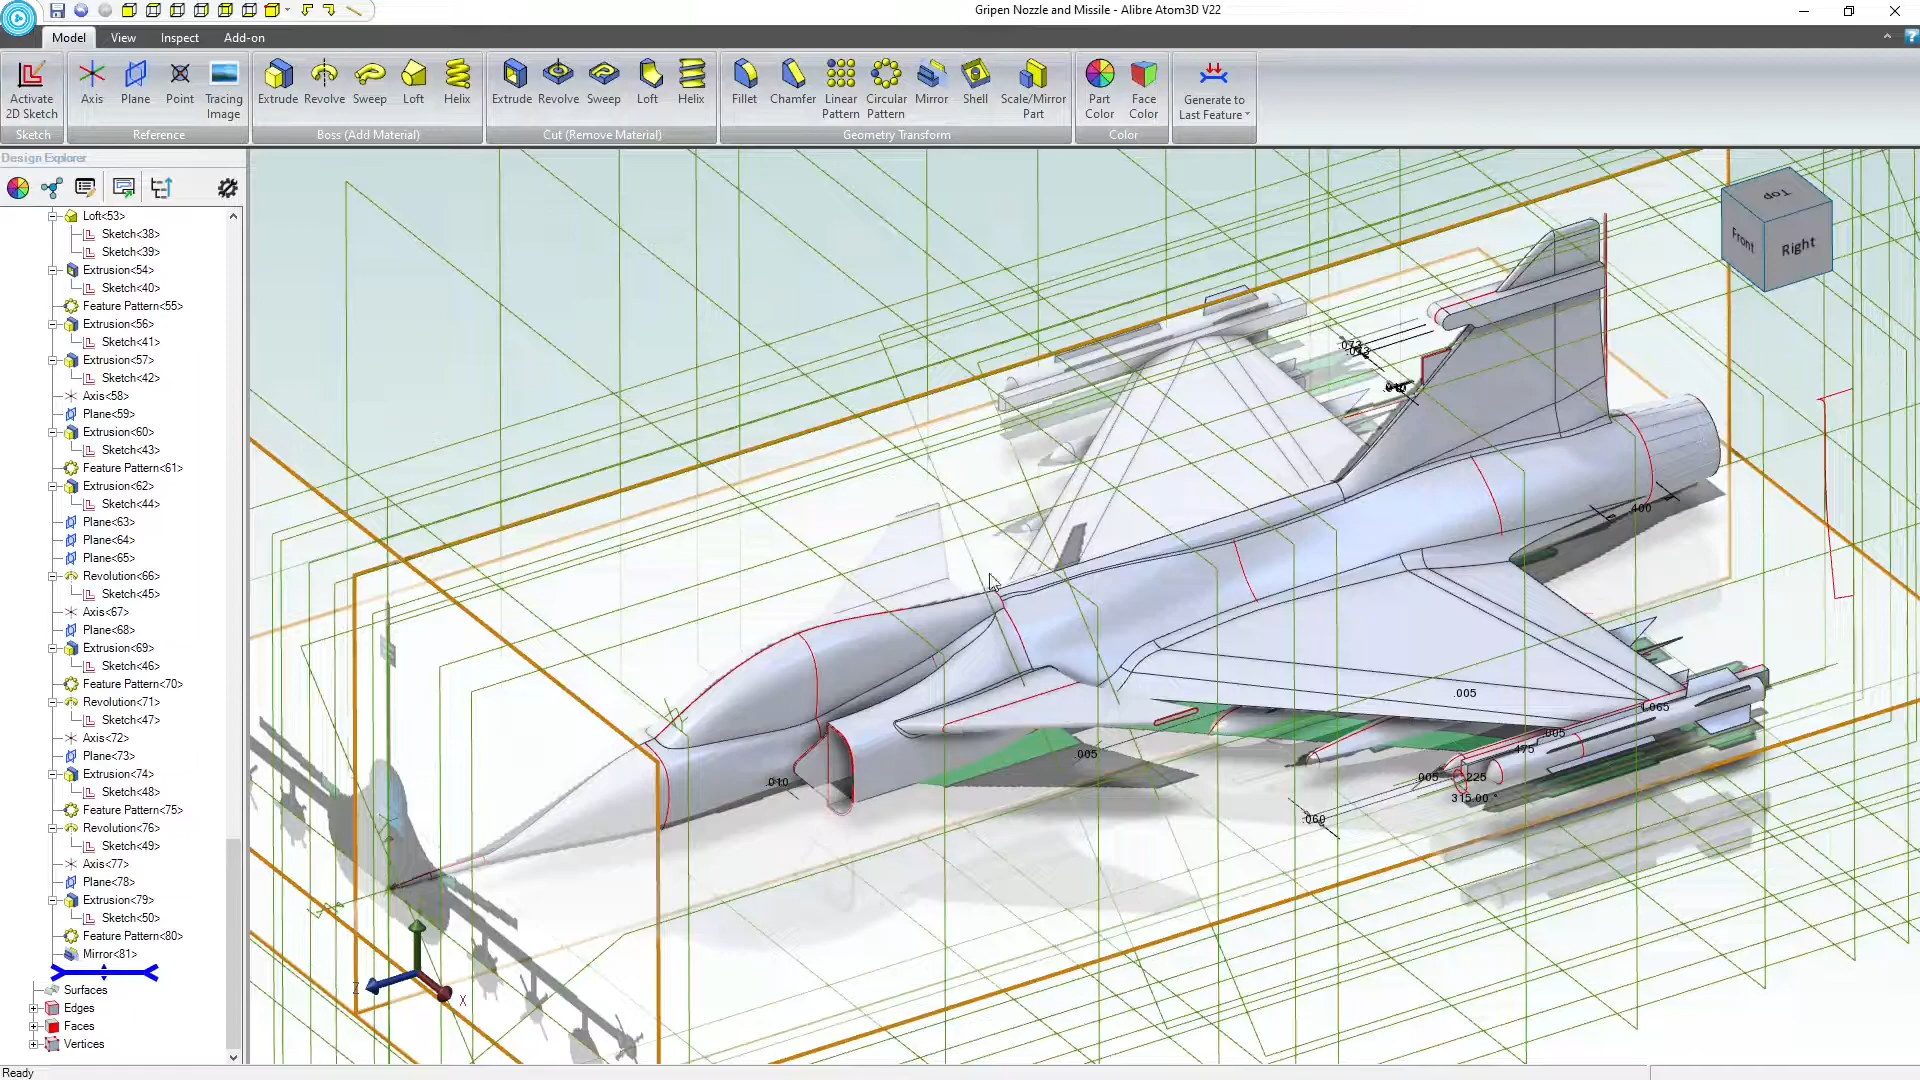 Gripen Nozzle and Missile - Alibre Atom3D V22
Model View Inspect Add-on
Activate 2D Sketch
Axis Plane Point Tracing Image
Extrude Revolve Sweep Loft Helix
Extrude Revolve Sweep Loft Helix
Fillet Chamfer Linear Pattern Circular Pattern Mirror Shell Scale/Mirror Part
Part Color Face Color
Generate to Last Feature
Sketch Reference Boss (Add Material) Cut (Remove Material) Geometry Transform Color
Design Explorer
Loft<53>
Sketch<38>
Sketch<39>
Extrusion<54>
Sketch<40>
Feature Pattern<55>
Extrusion<56>
Sketch<41>
Extrusion<57>
Sketch<42>
Axis<58>
Plane<59>
Extrusion<60>
Sketch<43>
Feature Pattern<61>
Extrusion<62>
Sketch<44>
Plane<63>
Plane<64>
Plane<65>
Revolution<66>
Sketch<45>
Axis<67>
Plane<68>
Extrusion<69>
Sketch<46>
Feature Pattern<70>
Revolution<71>
Sketch<47>
Axis<72>
Plane<73>
Extrusion<74>
Sketch<48>
Feature Pattern<75>
Revolution<76>
Sketch<49>
Axis<77>
Plane<78>
Extrusion<79>
Sketch<50>
Feature Pattern<80>
Mirror<81>
Surfaces
Edges
Faces
Vertices
Top
Front
Right
.400
.005
.065
.005
.475
.005
.225
315.00 °
.005
.010
.060
Z
X
Ready